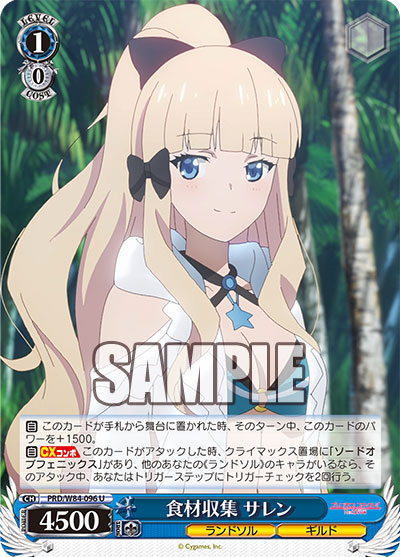 LEVEL
1
0
COST
SAMPLE
自 このカードが手札から舞台に置かれた時、そのターン中、このカードのパワーを+1500。
自 CXコンボ このカードがアタックした時、クライマックス置場に「ソードオブフェニックス」があり、他のあなたの《ランドソル》のキャラがいるなら、そのアタック中、あなたはトリガーステップにトリガーチェックを2回行う。
CH
PRD/W84-096 U
食材収集 サレン
4500
ランドソル
ギルド
© Cygames, Inc.